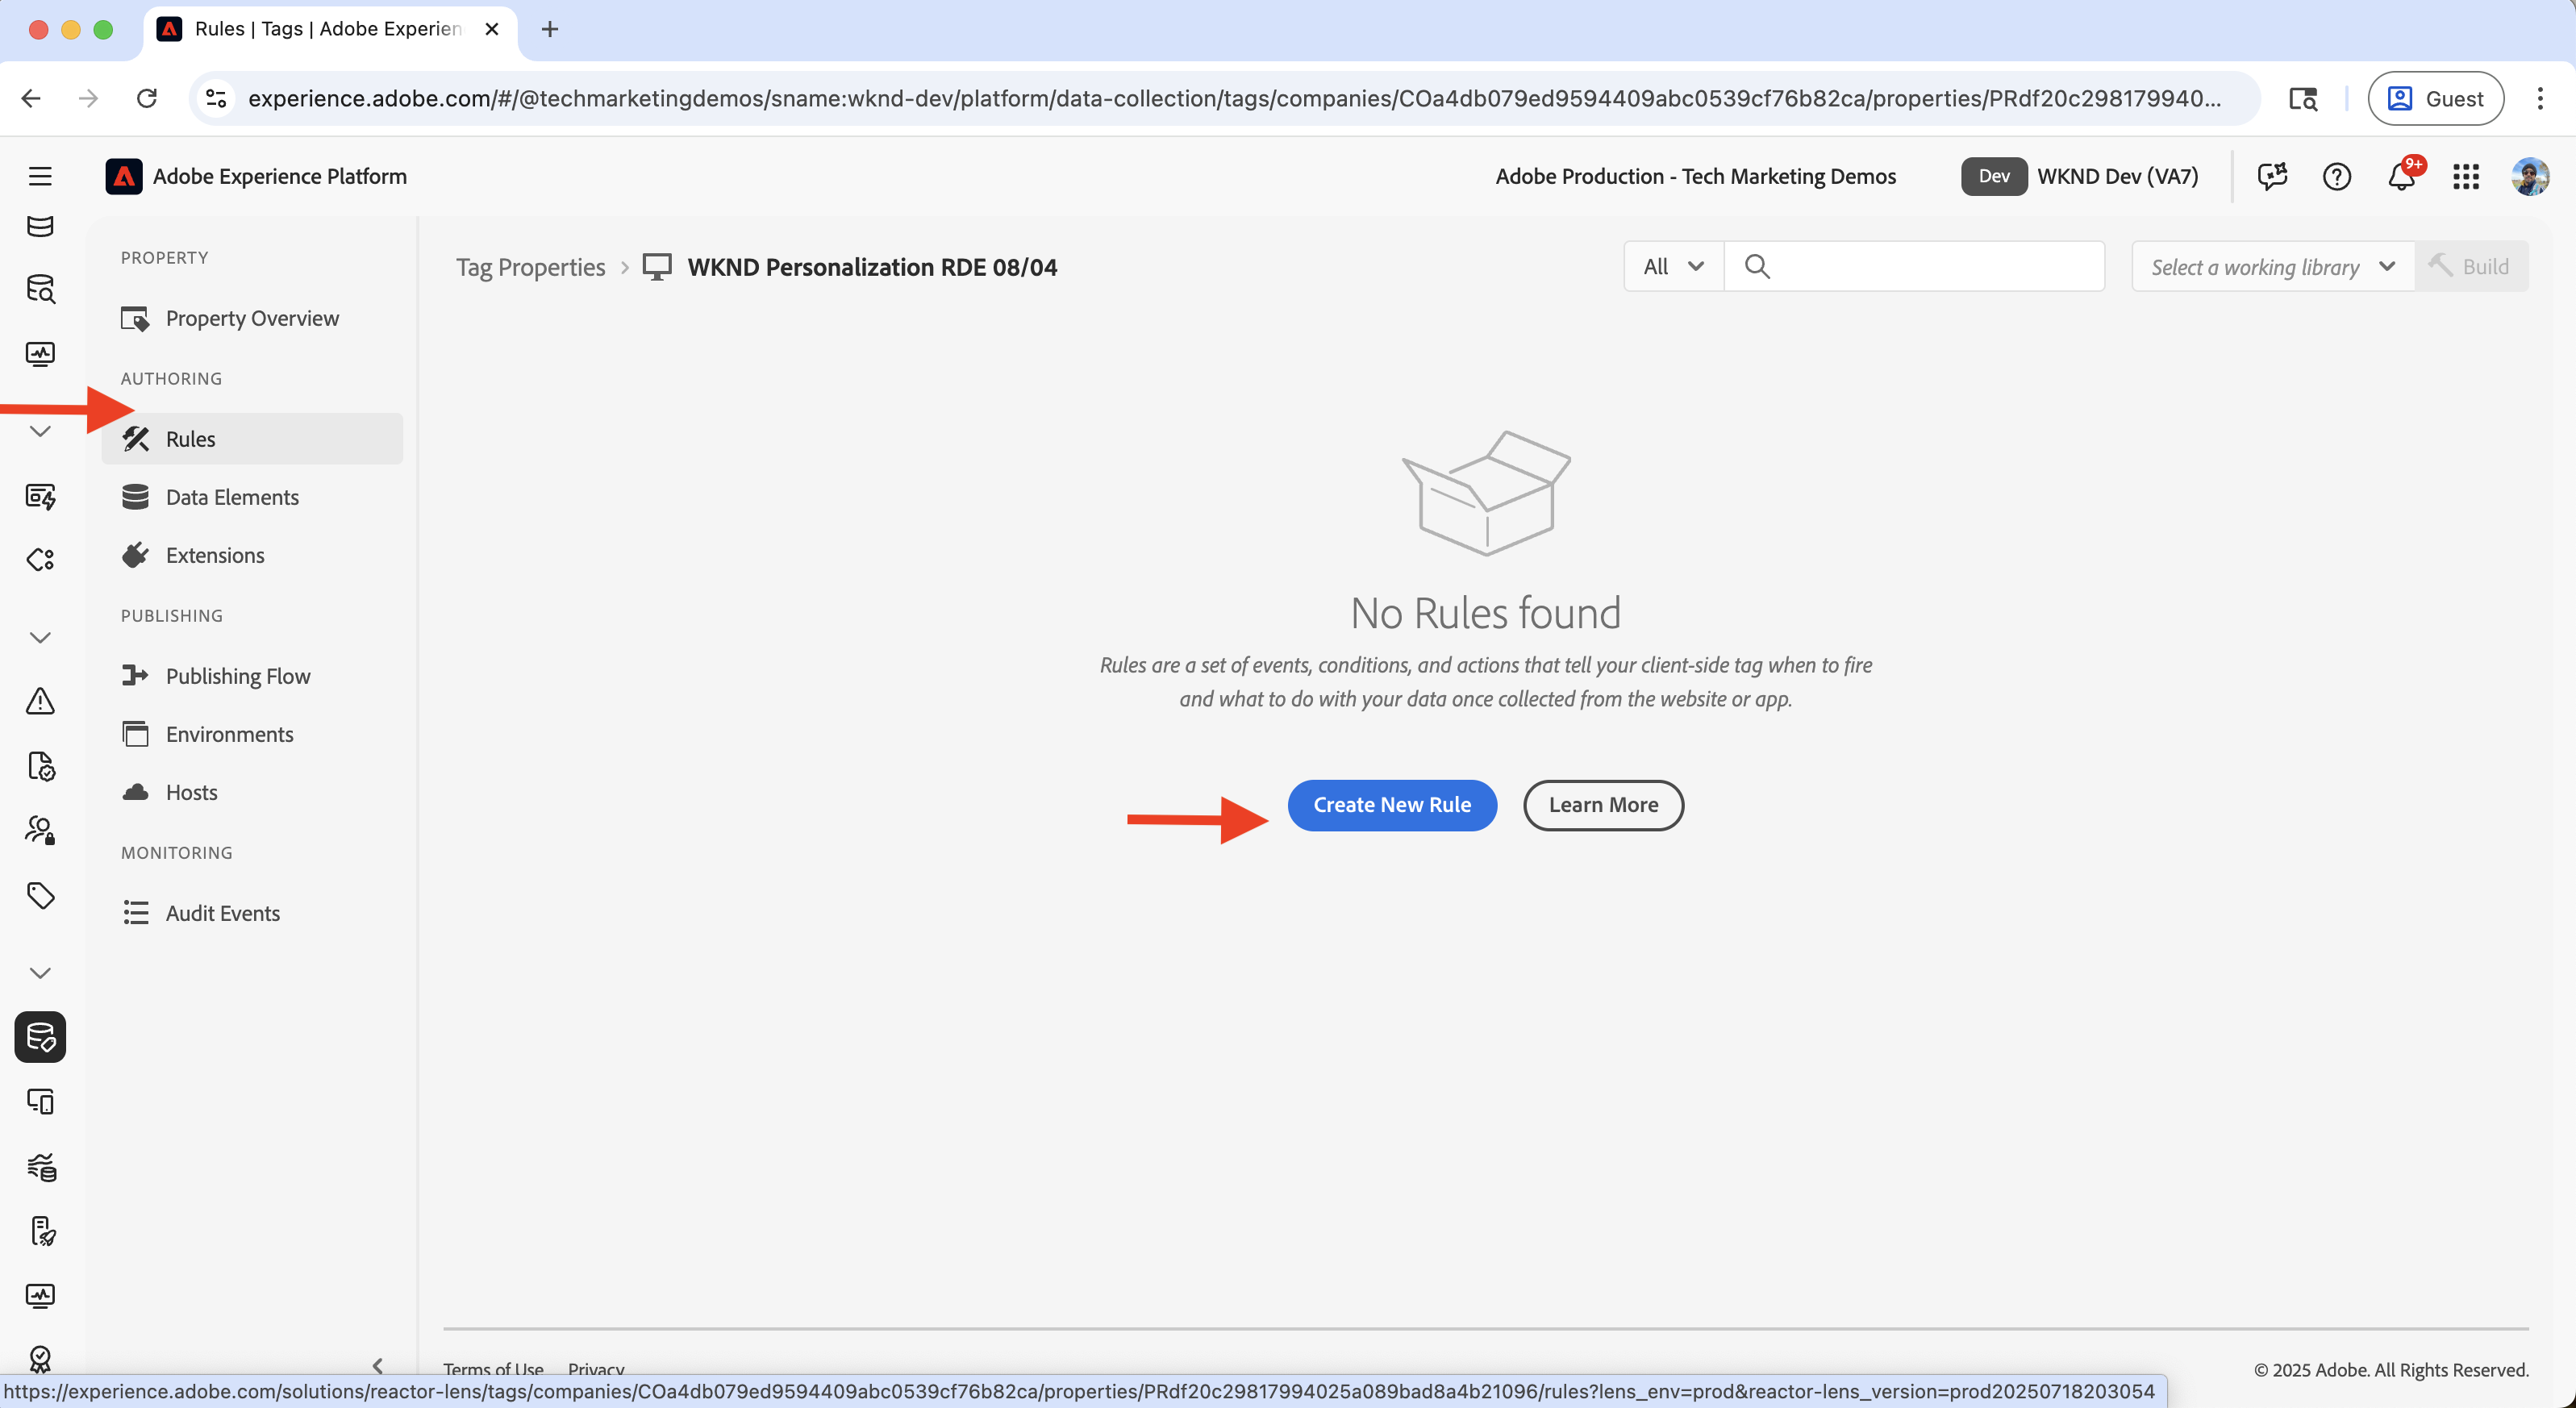 Rules | Tags | Adobe Experien
experience.adobe.com/#/@techmarketingdemos/sname:wknd-dev/platform/data-collection/tags/companies/COa4db079ed9594409abc0539cf76b82ca/properties/PRdf20c298179940...
Guest
Adobe Experience Platform
Adobe Production - Tech Marketing Demos
Dev
WKND Dev (VA7)
9+
PROPERTY
Property Overview
AUTHORING
Rules
Data Elements
Extensions
PUBLISHING
Publishing Flow
Environments
Hosts
MONITORING
Audit Events
Tag Properties
WKND Personalization RDE 08/04
All
Select a working library
Build
No Rules found
Rules are a set of events, conditions, and actions that tell your client-side tag when to fire
and what to do with your data once collected from the website or app.
Create New Rule
Learn More
Terms of Use
Privacy
© 2025 Adobe. All Rights Reserved.
https://experience.adobe.com/solutions/reactor-lens/tags/companies/COa4db079ed9594409abc0539cf76b82ca/properties/PRdf20c29817994025a089bad8a4b21096/rules?lens_env=prod&reactor-lens_version=prod20250718203054